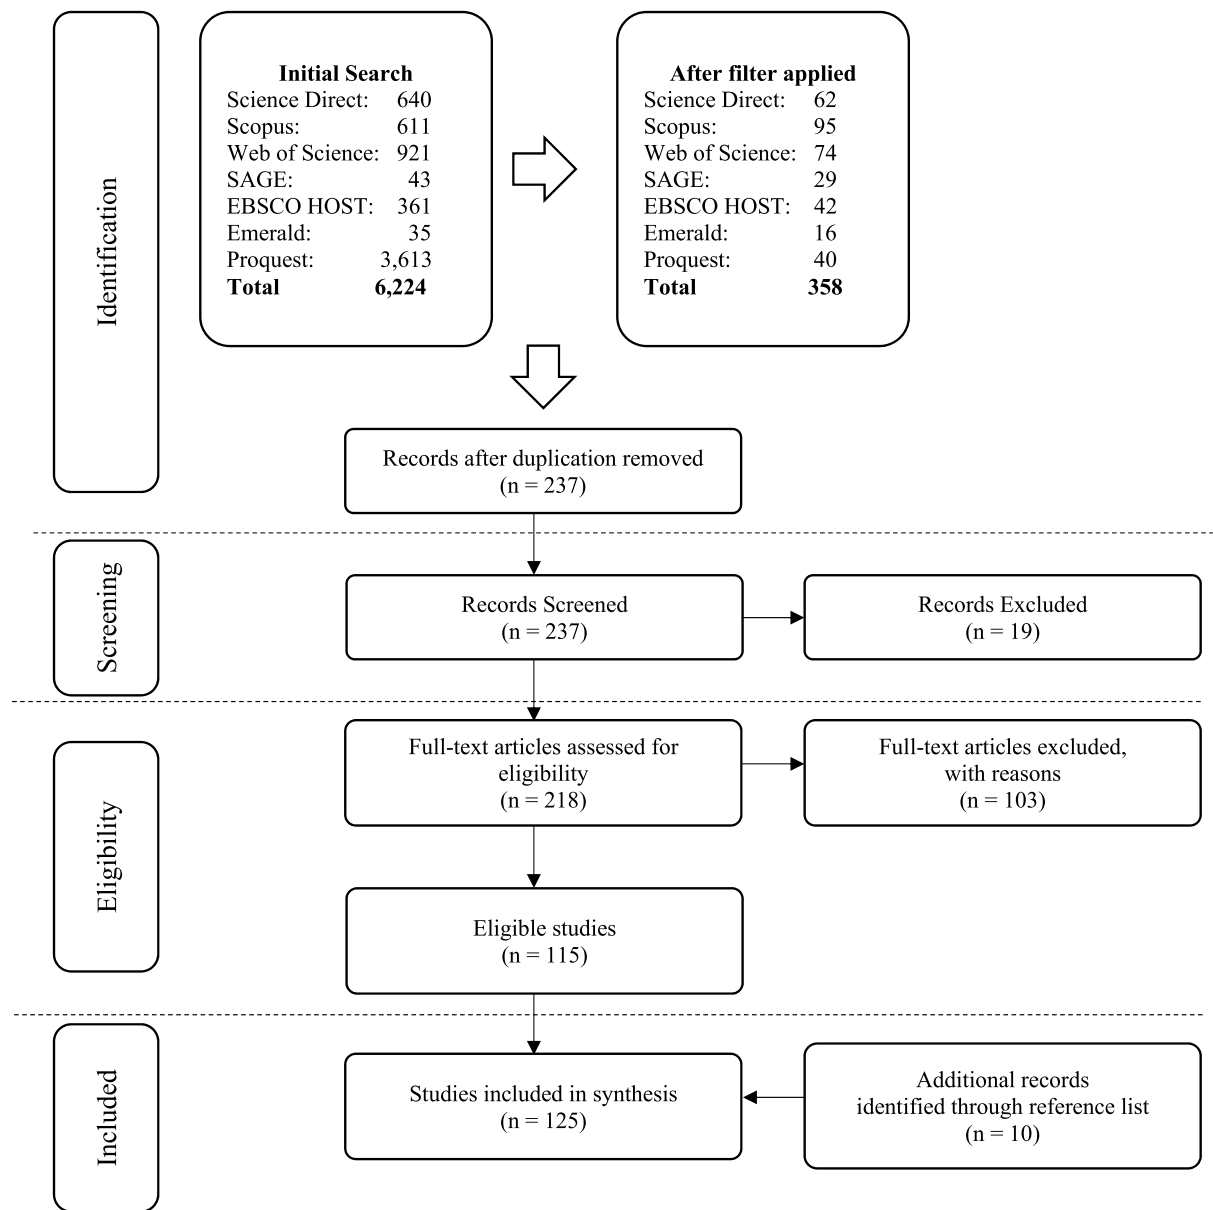 Identification
Initial Search
Science Direct: 640
Scopus: 611
Web of Science: 921
SAGE: 43
EBSCO HOST: 361
Emerald: 35
Proquest: 3,613
Total 6,224
After filter applied
Science Direct: 62
Scopus: 95
Web of Science: 74
SAGE: 29
EBSCO HOST: 42
Emerald: 16
Proquest: 40
Total 358
Records after duplication removed
(n = 237)
Screening
Records Screened
(n = 237)
Records Excluded
(n = 19)
Eligibility
Full-text articles assessed for
eligibility
(n = 218)
Full-text articles excluded,
with reasons
(n = 103)
Eligible studies
(n = 115)
Included
Studies included in synthesis
(n = 125)
Additional records
identified through reference list
(n = 10)